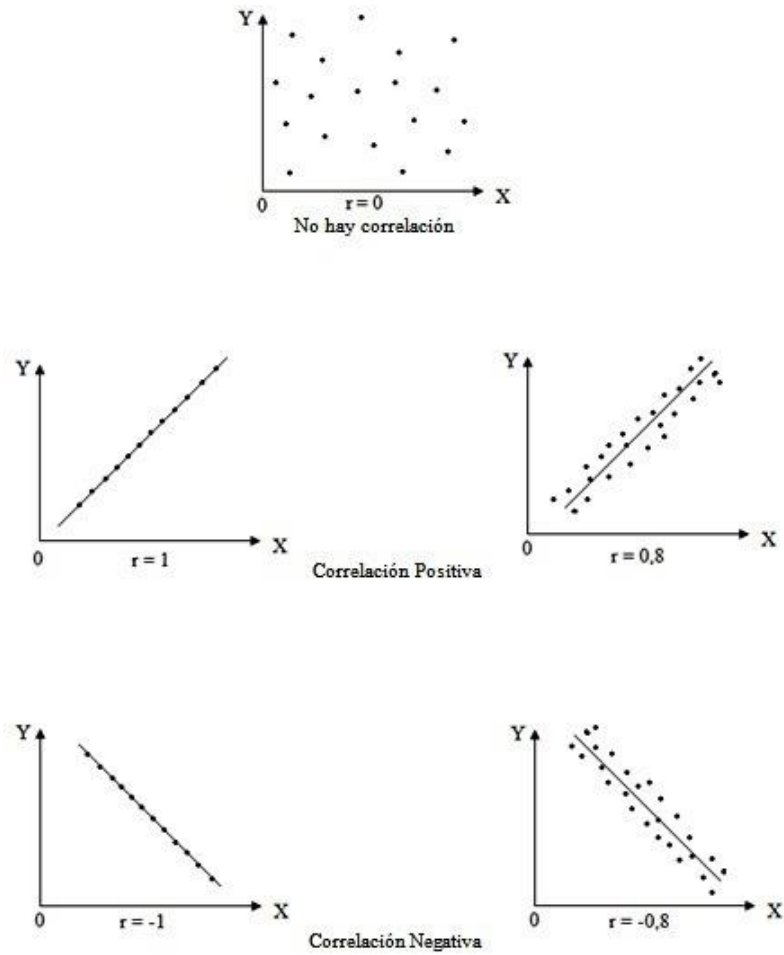 Y
X
0
r = 0
No hay correlación
Y
X
0
r = 1
Y
X
0
r = 0,8
Correlación Positiva
Y
X
0
r = -1
Y
X
0
r = -0,8
Correlación Negativa